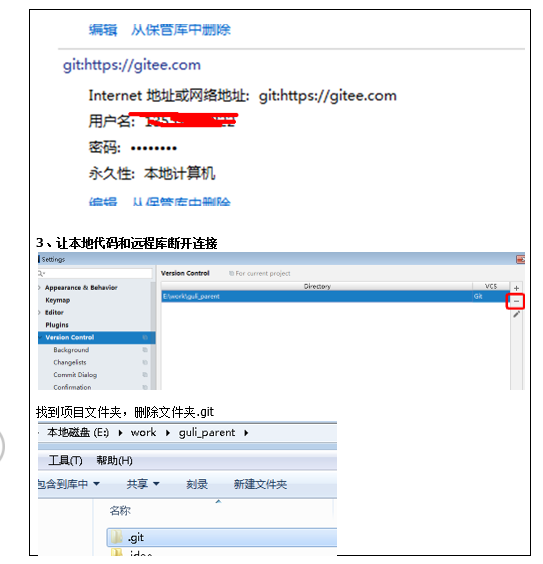 编辑 从保管库中删除
git:https://gitee.com
Internet 地址或网络地址: git:https://gitee.com
用户名:
密码: ••••••••
永久性: 本地计算机
编辑 从保管库中删除
3、让本地代码和远程库断开连接
Settings
Version Control For current project
Appearance & Behavior
Directory VCS
Keymap
E:\work\guli_parent Git
Editor
Plugins
Version Control
Background
Changelists
Commit Dialog
Confirmation
找到项目文件夹，删除文件夹.git
本地磁盘 (E:) work guli_parent
工具(T) 帮助(H)
包含到库中 共享 刻录 新建文件夹
名称
.git
.idea